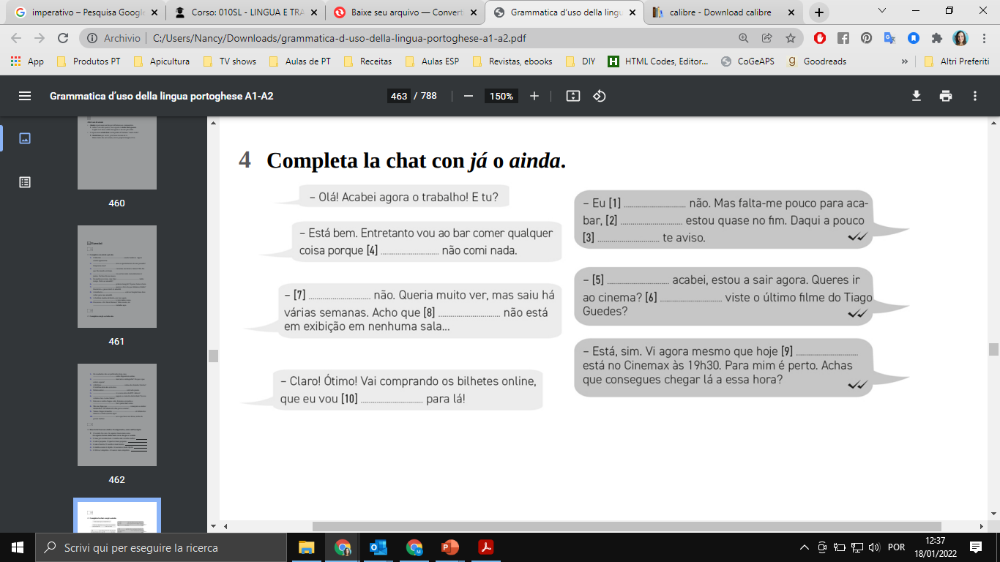 imperativo – Pesquisa Google
Corso: 010SL - LINGUA E TRA
Baixe seu arquivo — Convert
Grammatica d'uso della lingu
calibre - Download calibre
Archivio
C:/Users/Nancy/Downloads/grammatica-d-uso-della-lingua-portoghese-a1-a2.pdf
App
Produtos PT
Apicultura
TV shows
Aulas de PT
Receitas
Aulas ESP
Revistas, ebooks
DIY
HTML Codes, Editor...
CoGeAPS
Goodreads
Altri Preferiti
Grammatica d'uso della lingua portoghese A1-A2
463 / 788
150%
460
461
462
4 Completa la chat con já o ainda.
– Olá! Acabei agora o trabalho! E tu?
– Eu [1] ............................ não. Mas falta-me pouco para aca-
bar, [2] ............................ estou quase no fim. Daqui a pouco
[3] ............................ te aviso.
– Está bem. Entretanto vou ao bar comer qualquer
coisa porque [4] ............................ não comi nada.
– [5] ............................ acabei, estou a sair agora. Queres ir
ao cinema? [6] ............................ viste o último filme do Tiago
Guedes?
– [7] ............................ não. Queria muito ver, mas saiu há
várias semanas. Acho que [8] ............................ não está
em exibição em nenhuma sala...
– Está, sim. Vi agora mesmo que hoje [9] ............................
está no Cinemax às 19h30. Para mim é perto. Achas
que consegues chegar lá a essa hora?
– Claro! Ótimo! Vai comprando os bilhetes online,
que eu vou [10] ............................ para lá!
Scrivi qui per eseguire la ricerca
POR
12:37
18/01/2022